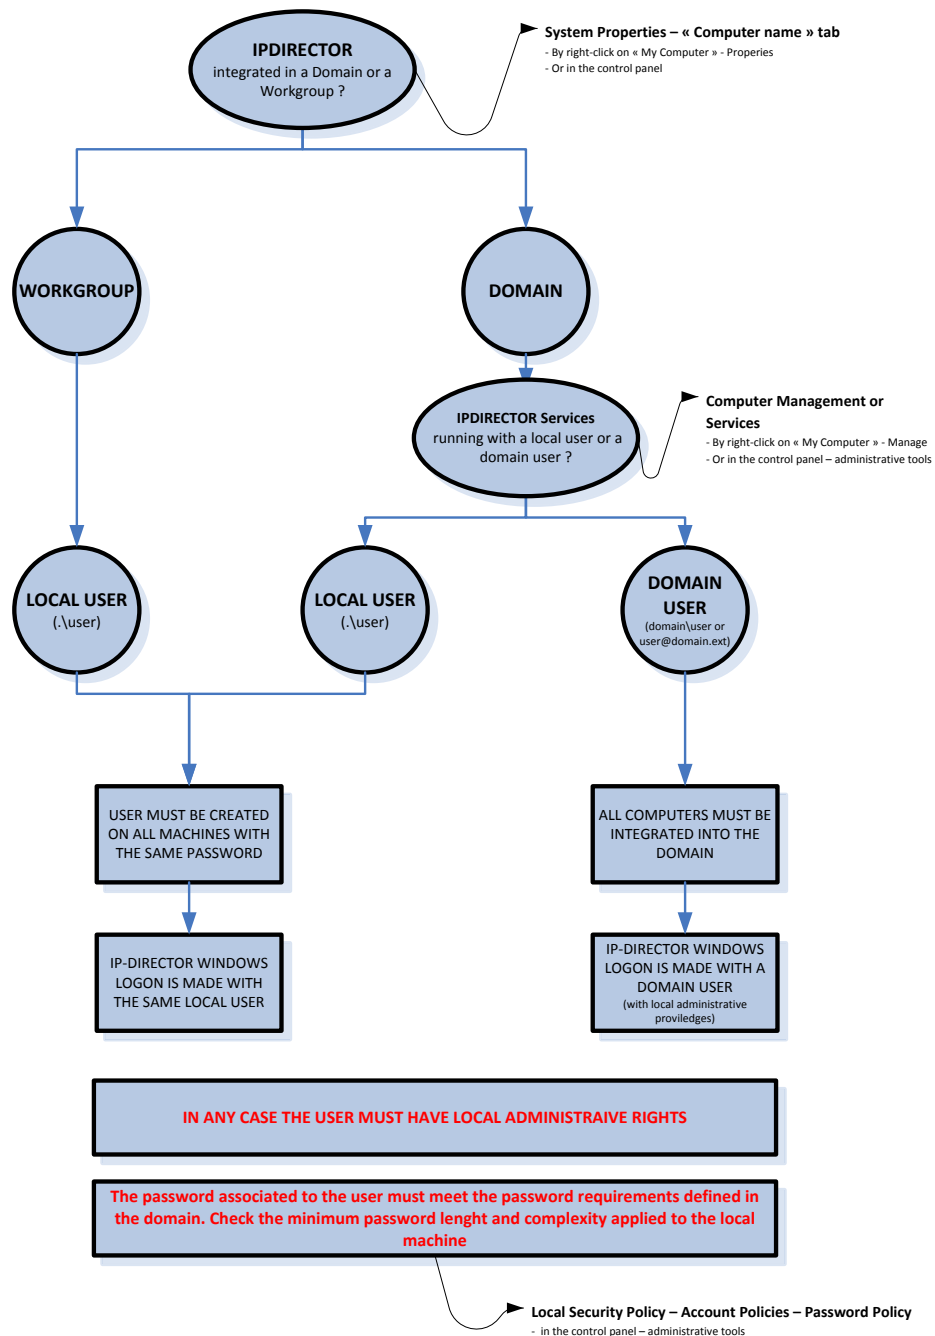 IPDIRECTOR
integrated in a Domain or a
Workgroup ?
System Properties – « Computer name » tab
- By right-click on « My Computer » - Properies
- Or in the control panel
WORKGROUP
DOMAIN
IPDIRECTOR Services
running with a local user or a
domain user ?
Computer Management or
Services
- By right-click on « My Computer » - Manage
- Or in the control panel – administrative tools
LOCAL USER
(.\user)
LOCAL USER
(.\user)
DOMAIN
USER
(domain\user or
user@domain.ext)
USER MUST BE CREATED
ON ALL MACHINES WITH
THE SAME PASSWORD
ALL COMPUTERS MUST BE
INTEGRATED INTO THE
DOMAIN
IP-DIRECTOR WINDOWS
LOGON IS MADE WITH
THE SAME LOCAL USER
IP-DIRECTOR WINDOWS
LOGON IS MADE WITH A
DOMAIN USER
(with local administrative
proviledges)
IN ANY CASE THE USER MUST HAVE LOCAL ADMINISTRAIVE RIGHTS
The password associated to the user must meet the password requirements defined in
the domain. Check the minimum password lenght and complexity applied to the local
machine
Local Security Policy – Account Policies – Password Policy
- in the control panel – administrative tools